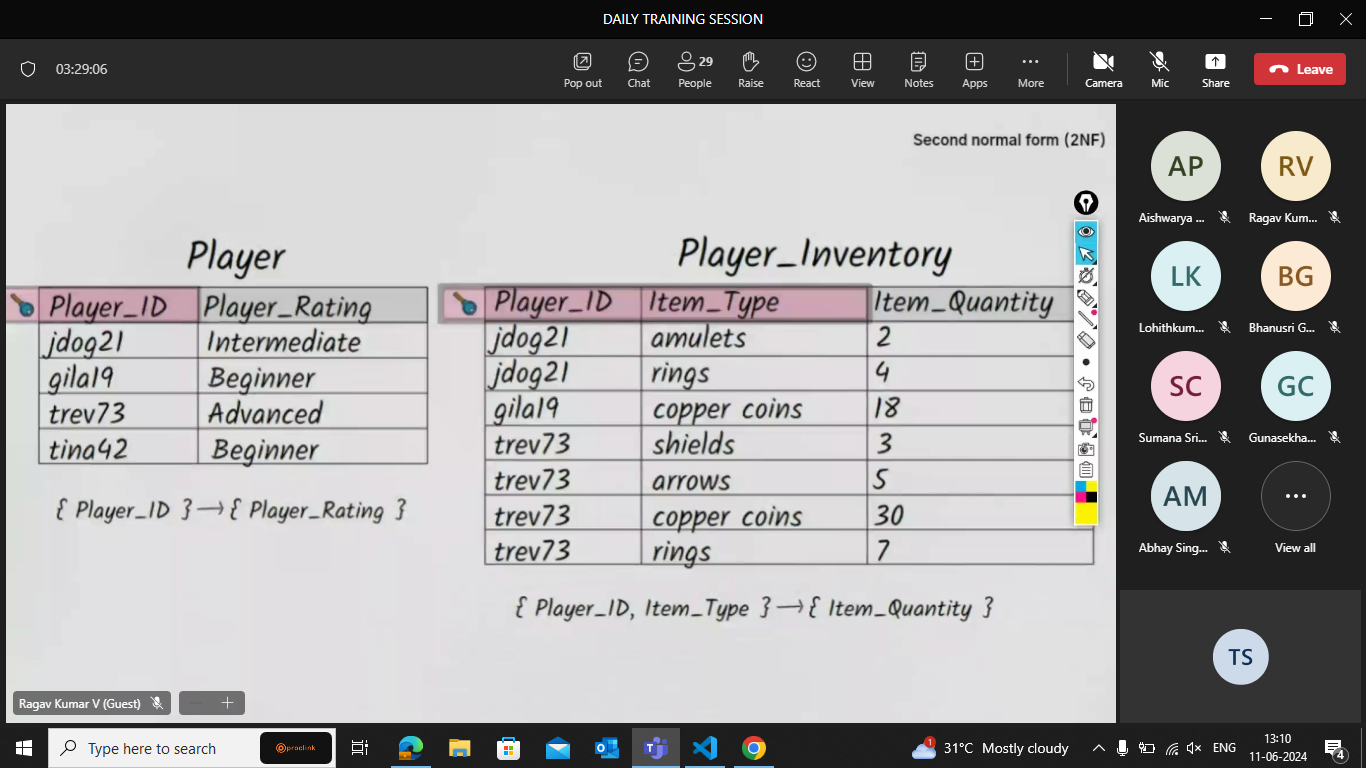 DAILY TRAINING SESSION
03:29:06
Pop out
Chat
29
People
Raise
React
View
Notes
Apps
More
Camera
Mic
Share
Leave
Second normal form (2NF)
Player
Player_ID Player_Rating
jdog21 Intermediate
gila19 Beginner
trev73 Advanced
tina42 Beginner
{ Player_ID } → { Player_Rating }
Player_Inventory
Player_ID Item_Type Item_Quantity
jdog21 amulets 2
jdog21 rings 4
gila19 copper coins 18
trev73 shields 3
trev73 arrows 5
trev73 copper coins 30
trev73 rings 7
{ Player_ID, Item_Type } → { Item_Quantity }
AP
Aishwarya ...
RV
Ragav Kum...
LK
Lohithkum...
BG
Bhanusri G...
SC
Sumana Sri...
GC
Gunasekha...
AM
Abhay Sing...
View all
TS
Ragav Kumar V (Guest)
Type here to search
proclink
1
31°C Mostly cloudy
ENG
13:10
11-06-2024
4